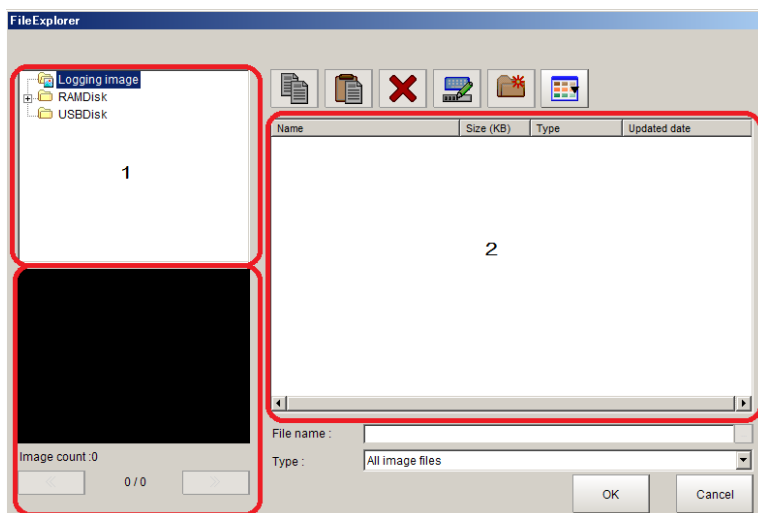 FileExplorer
Logging image
RAMDisk
USBDisk
1
Name Size (KB) Type Updated date
2
File name :
Image count :0
Type : All image files
« 0 / 0 »
OK Cancel